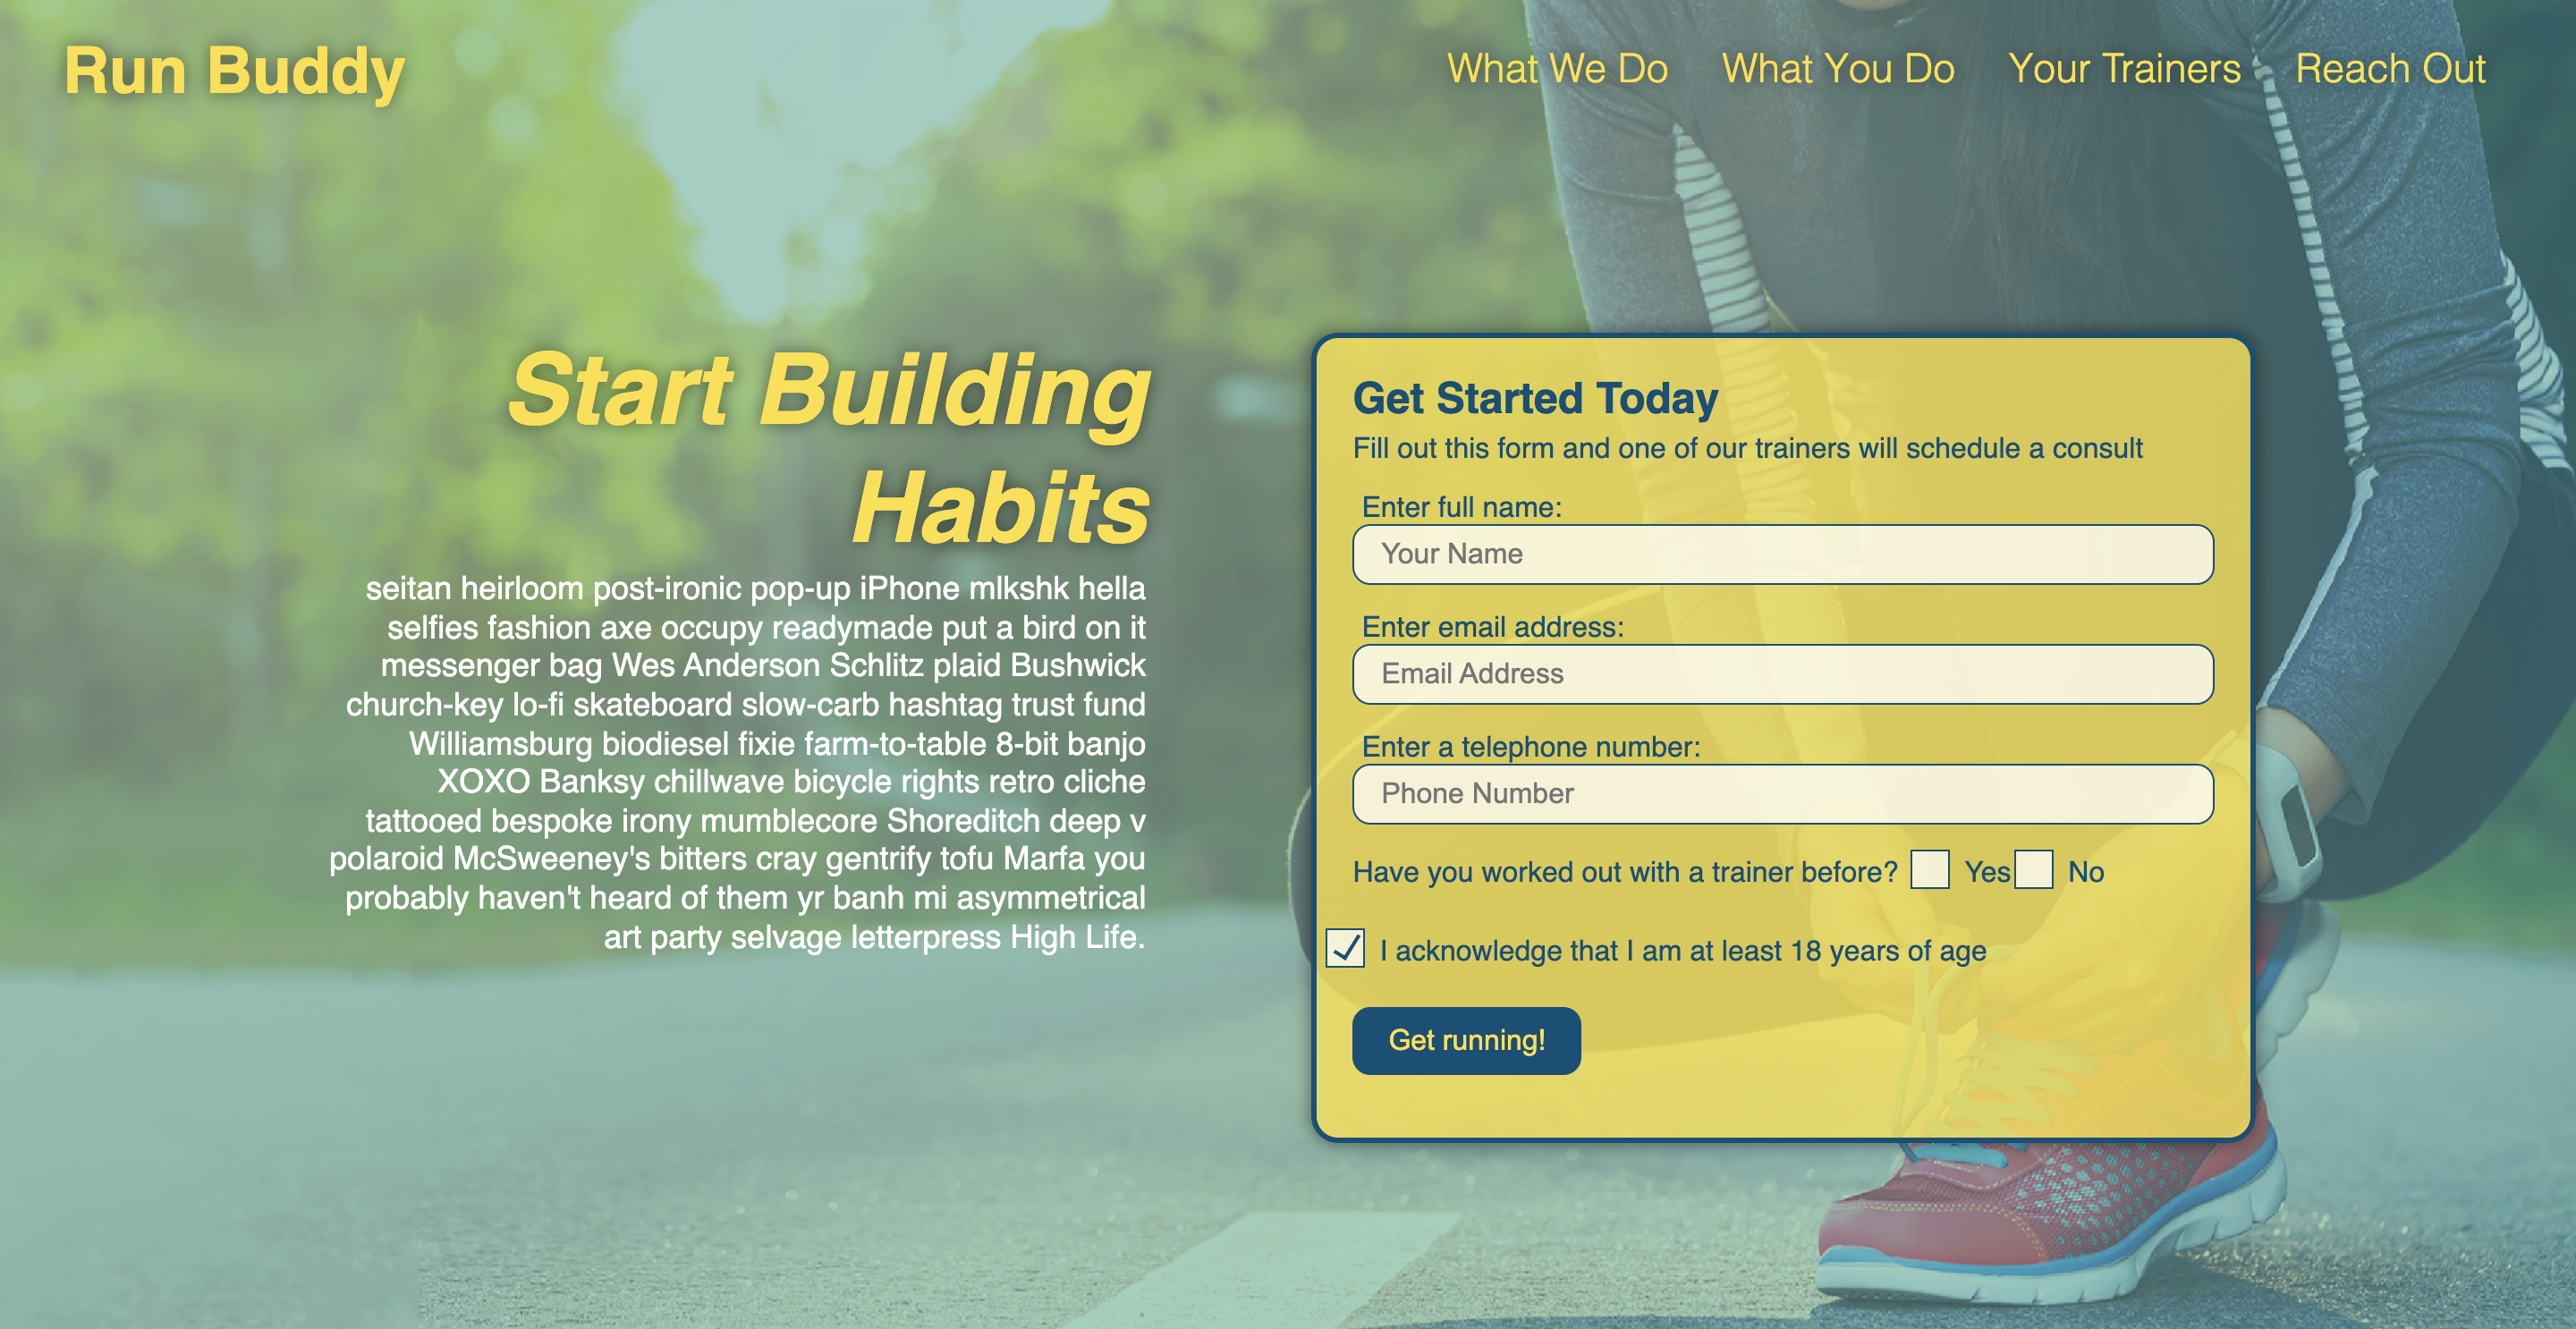 Run Buddy
What We Do
What You Do
Your Trainers
Reach Out
Start Building
Habits
seitan heirloom post-ironic pop-up iPhone mlkshk hella
selfies fashion axe occupy readymade put a bird on it
messenger bag Wes Anderson Schlitz plaid Bushwick
church-key lo-fi skateboard slow-carb hashtag trust fund
Williamsburg biodiesel fixie farm-to-table 8-bit banjo
XOXO Banksy chillwave bicycle rights retro cliche
tattooed bespoke irony mumblecore Shoreditch deep v
polaroid McSweeney's bitters cray gentrify tofu Marfa you
probably haven't heard of them yr banh mi asymmetrical
art party selvage letterpress High Life.
Get Started Today
Fill out this form and one of our trainers will schedule a consult
Enter full name:
Your Name
Enter email address:
Email Address
Enter a telephone number:
Phone Number
Have you worked out with a trainer before? Yes No
I acknowledge that I am at least 18 years of age
Get running!